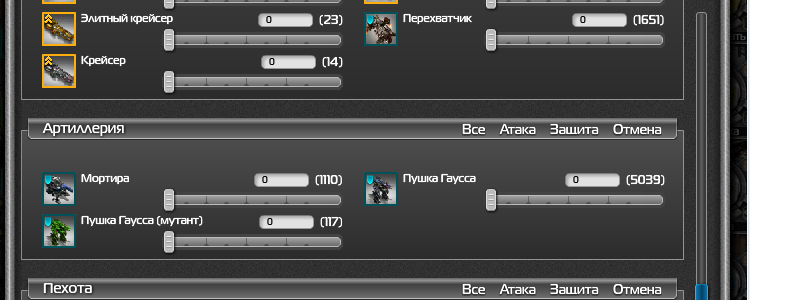 Элитный крейсер 0 (23) Перехватчик 0 (1651)
Крейсер 0 (14)
Артиллерия Все Атака Защита Отмена
Мортира 0 (1110) Пушка Гаусса 0 (5039)
Пушка Гаусса (мутант) 0 (117)
Пехота Все Атака Защита Отмена